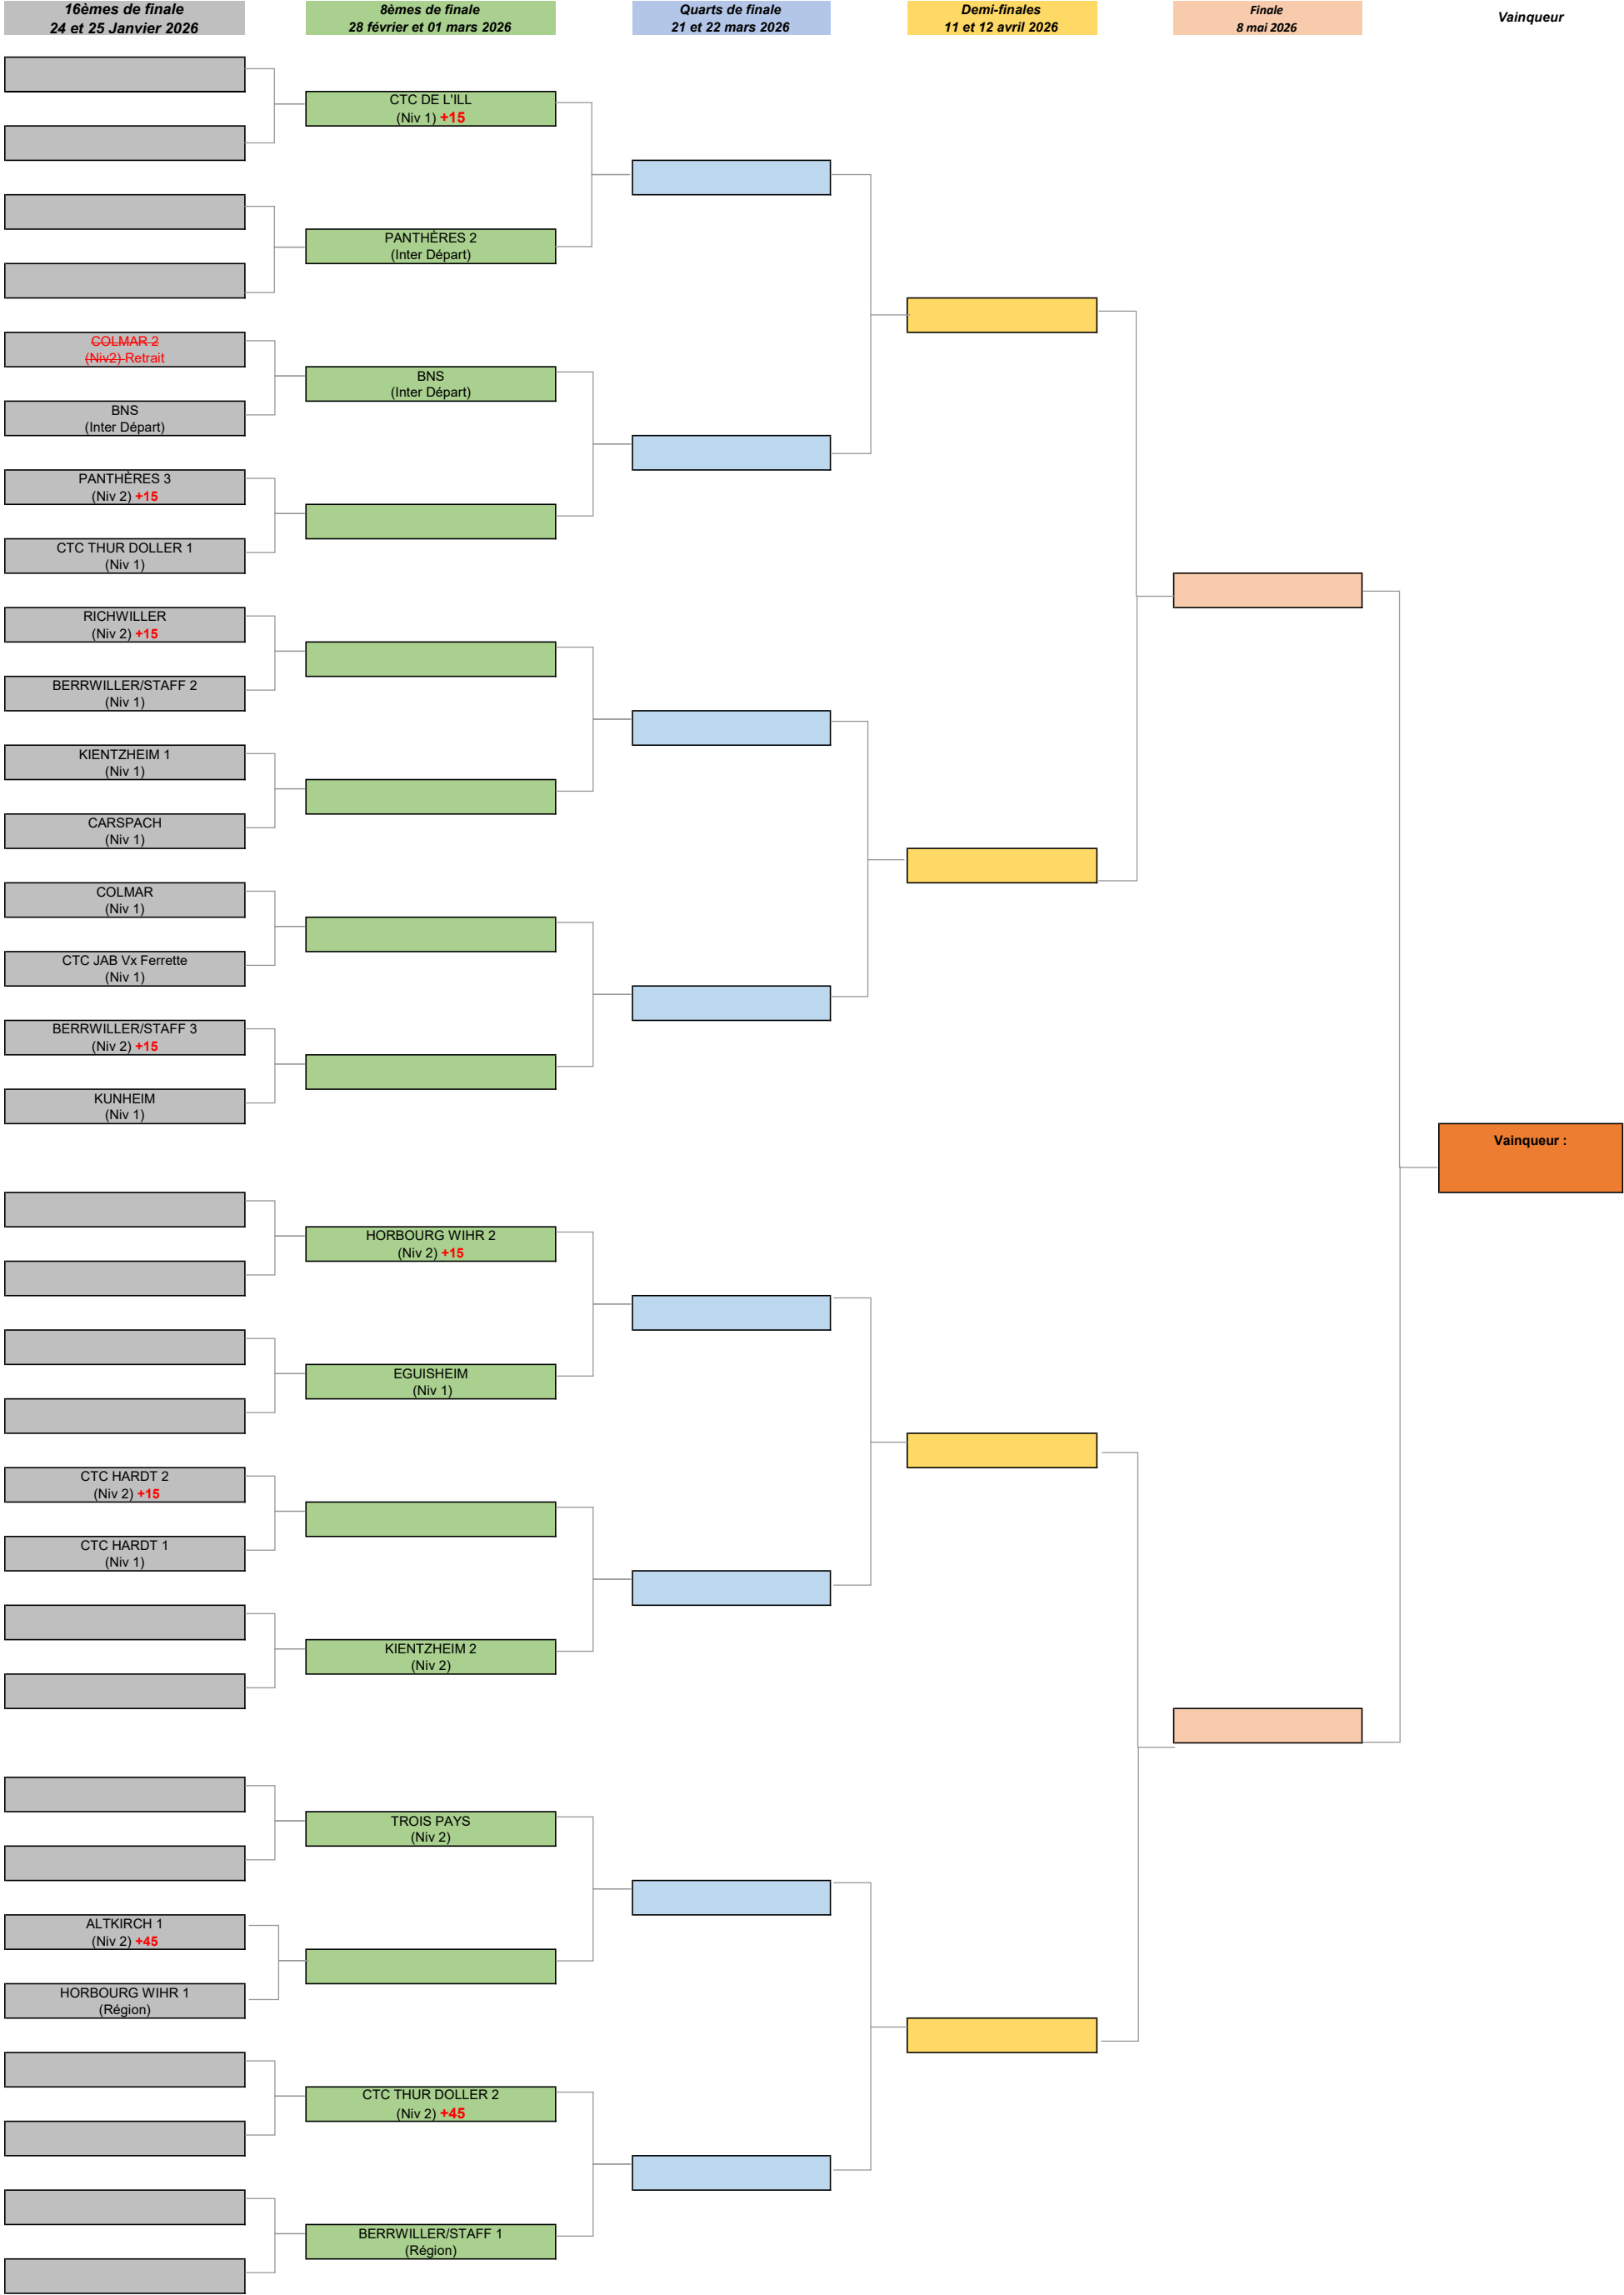 16èmes de finale
24 et 25 Janvier 2026
8èmes de finale
28 février et 01 mars 2026
Quarts de finale
21 et 22 mars 2026
Demi-finales
11 et 12 avril 2026
Finale
8 mai 2026
Vainqueur
CTC DE L'ILL
(Niv 1) +15
PANTHÈRES 2
(Inter Départ)
COLMAR 2
(Niv2) Retrait
BNS
(Inter Départ)
BNS
(Inter Départ)
PANTHÈRES 3
(Niv 2) +15
CTC THUR DOLLER 1
(Niv 1)
RICHWILLER
(Niv 2) +15
BERRWILLER/STAFF 2
(Niv 1)
KIENTZHEIM 1
(Niv 1)
CARSPACH
(Niv 1)
COLMAR
(Niv 1)
CTC JAB Vx Ferrette
(Niv 1)
BERRWILLER/STAFF 3
(Niv 2) +15
KUNHEIM
(Niv 1)
Vainqueur :
HORBOURG WIHR 2
(Niv 2) +15
EGUISHEIM
(Niv 1)
CTC HARDT 2
(Niv 2) +15
CTC HARDT 1
(Niv 1)
KIENTZHEIM 2
(Niv 2)
TROIS PAYS
(Niv 2)
ALTKIRCH 1
(Niv 2) +45
HORBOURG WIHR 1
(Région)
CTC THUR DOLLER 2
(Niv 2) +45
BERRWILLER/STAFF 1
(Région)